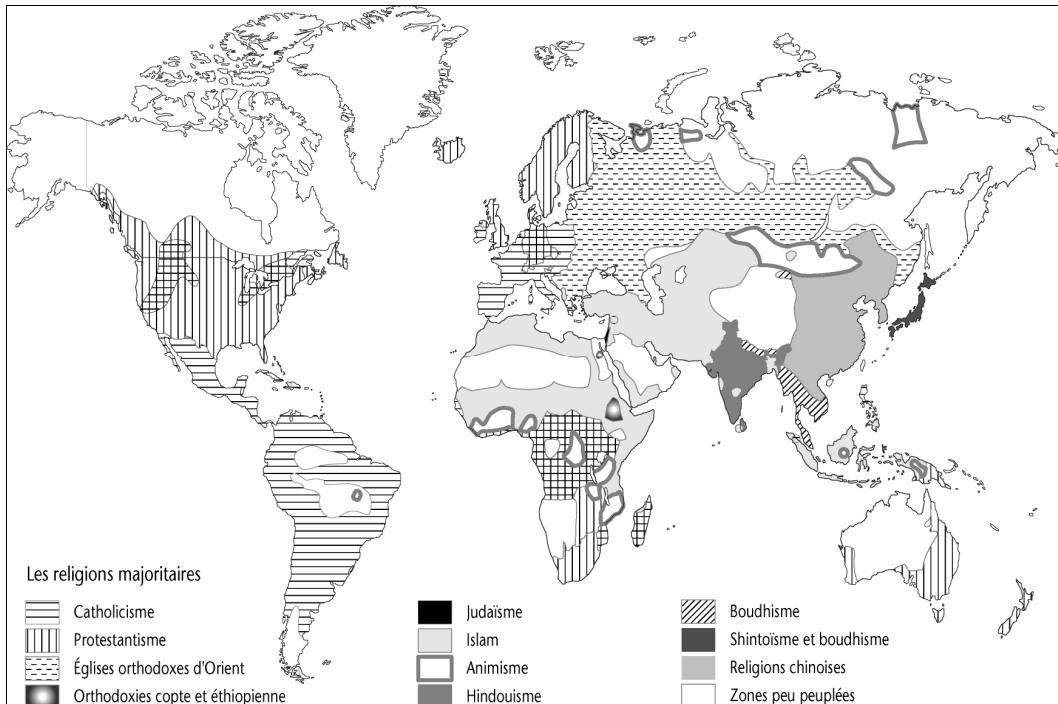 Les religions majoritaires
Catholicisme
Protestantisme
Églises orthodoxes d'Orient
Orthodoxies copte et éthiopienne
Judaïsme
Islam
Animisme
Hindouisme
Boudhisme
Shintoïsme et boudhisme
Religions chinoises
Zones peu peuplées